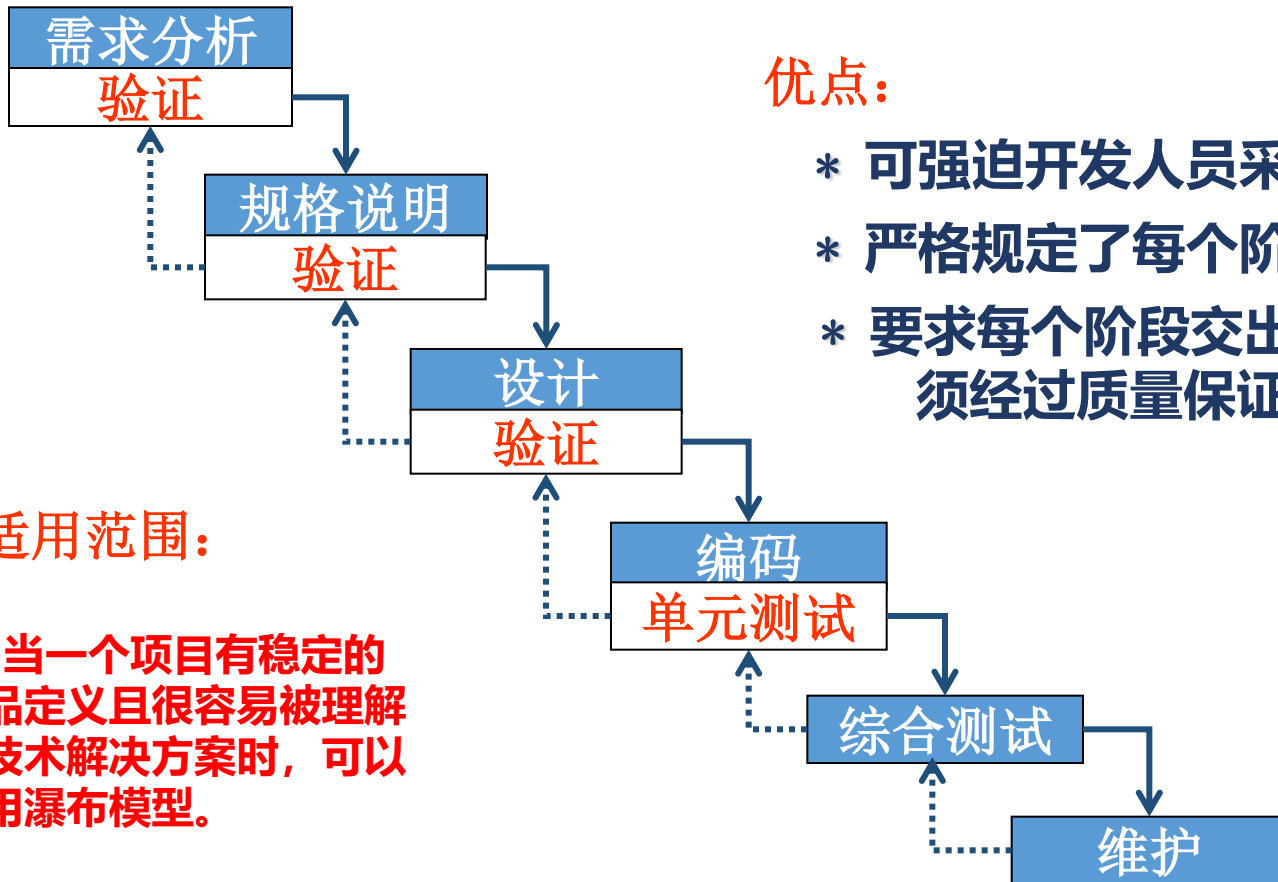 需求分析
验证
优点：
* 可强迫开发人员采
规格说明
验证
* 严格规定了每个阶
* 要求每个阶段交出
须经过质量保证
设计
验证
适用范围：
编码
单元测试
当一个项目有稳定的
品定义且很容易被理解
技术解决方案时，可以
用瀑布模型。
综合测试
维护